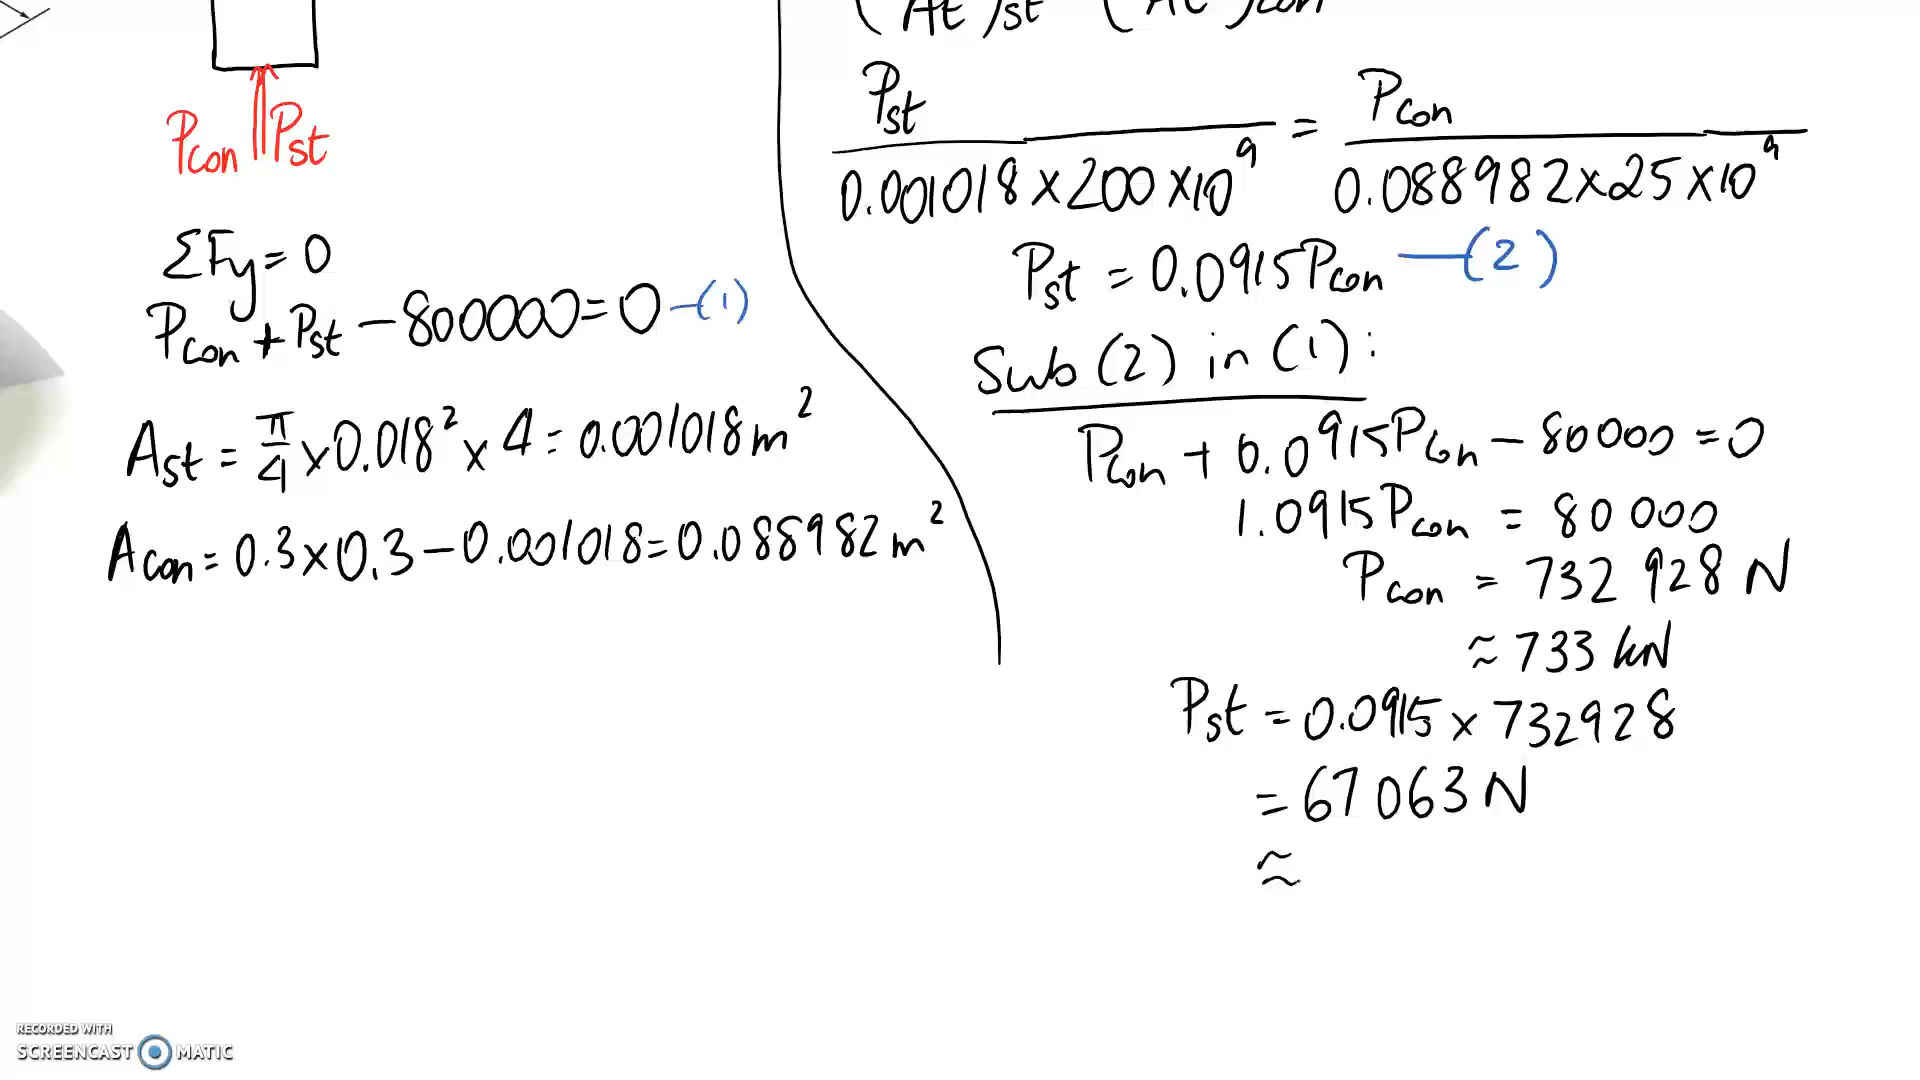 Pcon Pst
ΣFy = 0
Pcon + Pst − 800000 = 0 —(1)
Ast = π/4 × 0.018² × 4 = 0.001018 m²
Acon = 0.3 × 0.3 − 0.001018 = 0.088982 m²
Pst / 0.001018 × 200 × 10⁹ = Pcon / 0.088982 × 25 × 10⁹
Pst = 0.0915 Pcon —(2)
Sub (2) in (1):
Pcon + 0.0915 Pcon − 80000 = 0
1.0915 Pcon = 80 000
Pcon = 732 928 N
≈ 733 kN
Pst = 0.0915 × 732928
= 67 063 N
≈
RECORDED WITH
SCREENCAST MATIC